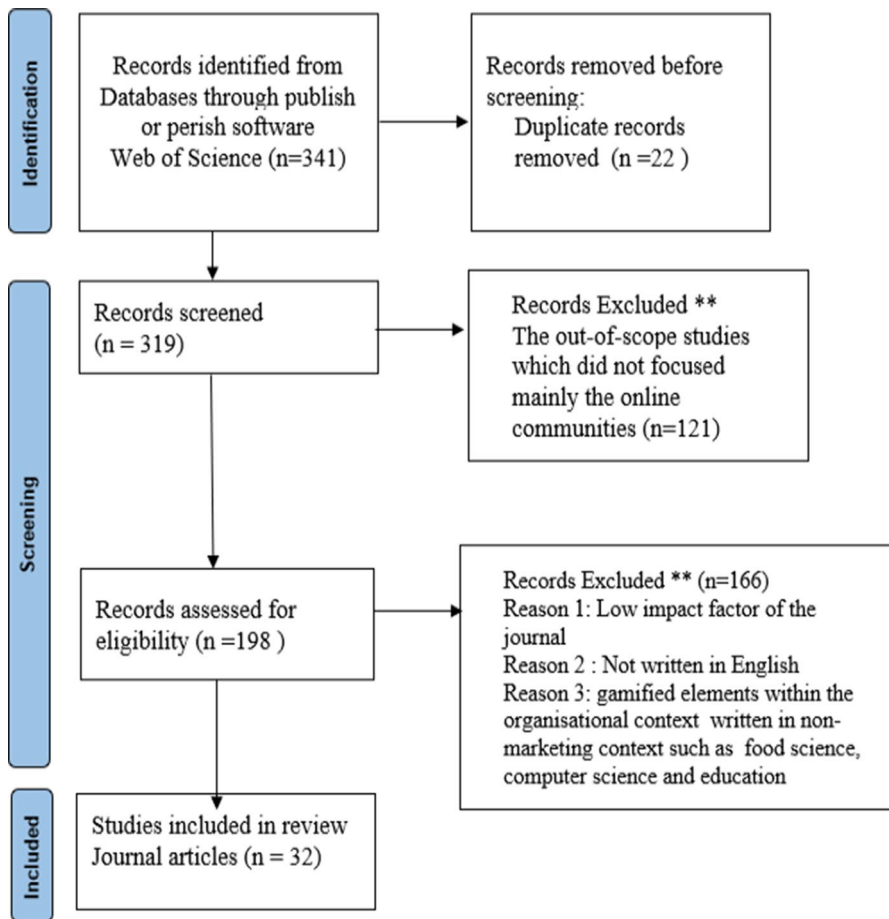 Identification
Records identified from
Databases through publish
or perish software
Web of Science (n=341)
Records removed before
screening:
Duplicate records
removed (n =22 )
Screening
Records screened
(n = 319)
Records Excluded **
The out-of-scope studies
which did not focused
mainly the online
communities (n=121)
Records assessed for
eligibility (n =198 )
Records Excluded ** (n=166)
Reason 1: Low impact factor of the
journal
Reason 2 : Not written in English
Reason 3: gamified elements within the
organisational context written in non-
marketing context such as food science,
computer science and education
Included
Studies included in review
Journal articles (n = 32)